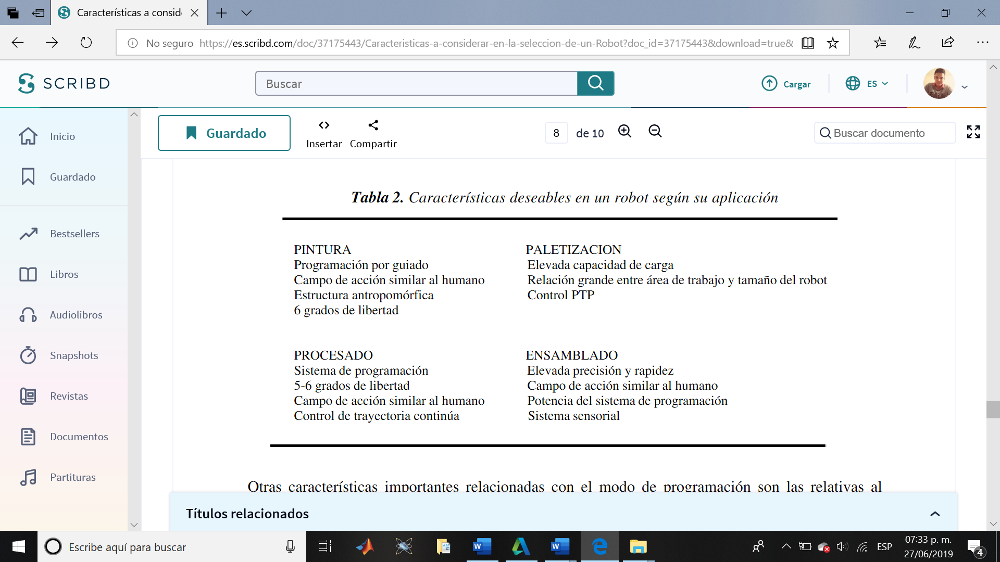 Características a consid
No seguro https://es.scribd.com/doc/37175443/Caracteristicas-a-considerar-en-la-seleccion-de-un-Robot?doc_id=37175443&download=true&
SCRIBD
Buscar
Cargar
ES
Inicio
Guardado
Bestsellers
Libros
Audiolibros
Snapshots
Revistas
Documentos
Partituras
Guardado
Insertar
Compartir
8 de 10
Buscar documento
Tabla 2. Características deseables en un robot según su aplicación
PINTURA
Programación por guiado
Campo de acción similar al humano
Estructura antropomórfica
6 grados de libertad
PALETIZACION
Elevada capacidad de carga
Relación grande entre área de trabajo y tamaño del robot
Control PTP
PROCESADO
Sistema de programación
5-6 grados de libertad
Campo de acción similar al humano
Control de trayectoria continúa
ENSAMBLADO
Elevada precisión y rapidez
Campo de acción similar al humano
Potencia del sistema de programación
Sistema sensorial
Otras características importantes relacionadas con el modo de programación son las relativas al
Títulos relacionados
Escribe aquí para buscar
ESP
07:33 p. m.
27/06/2019
4